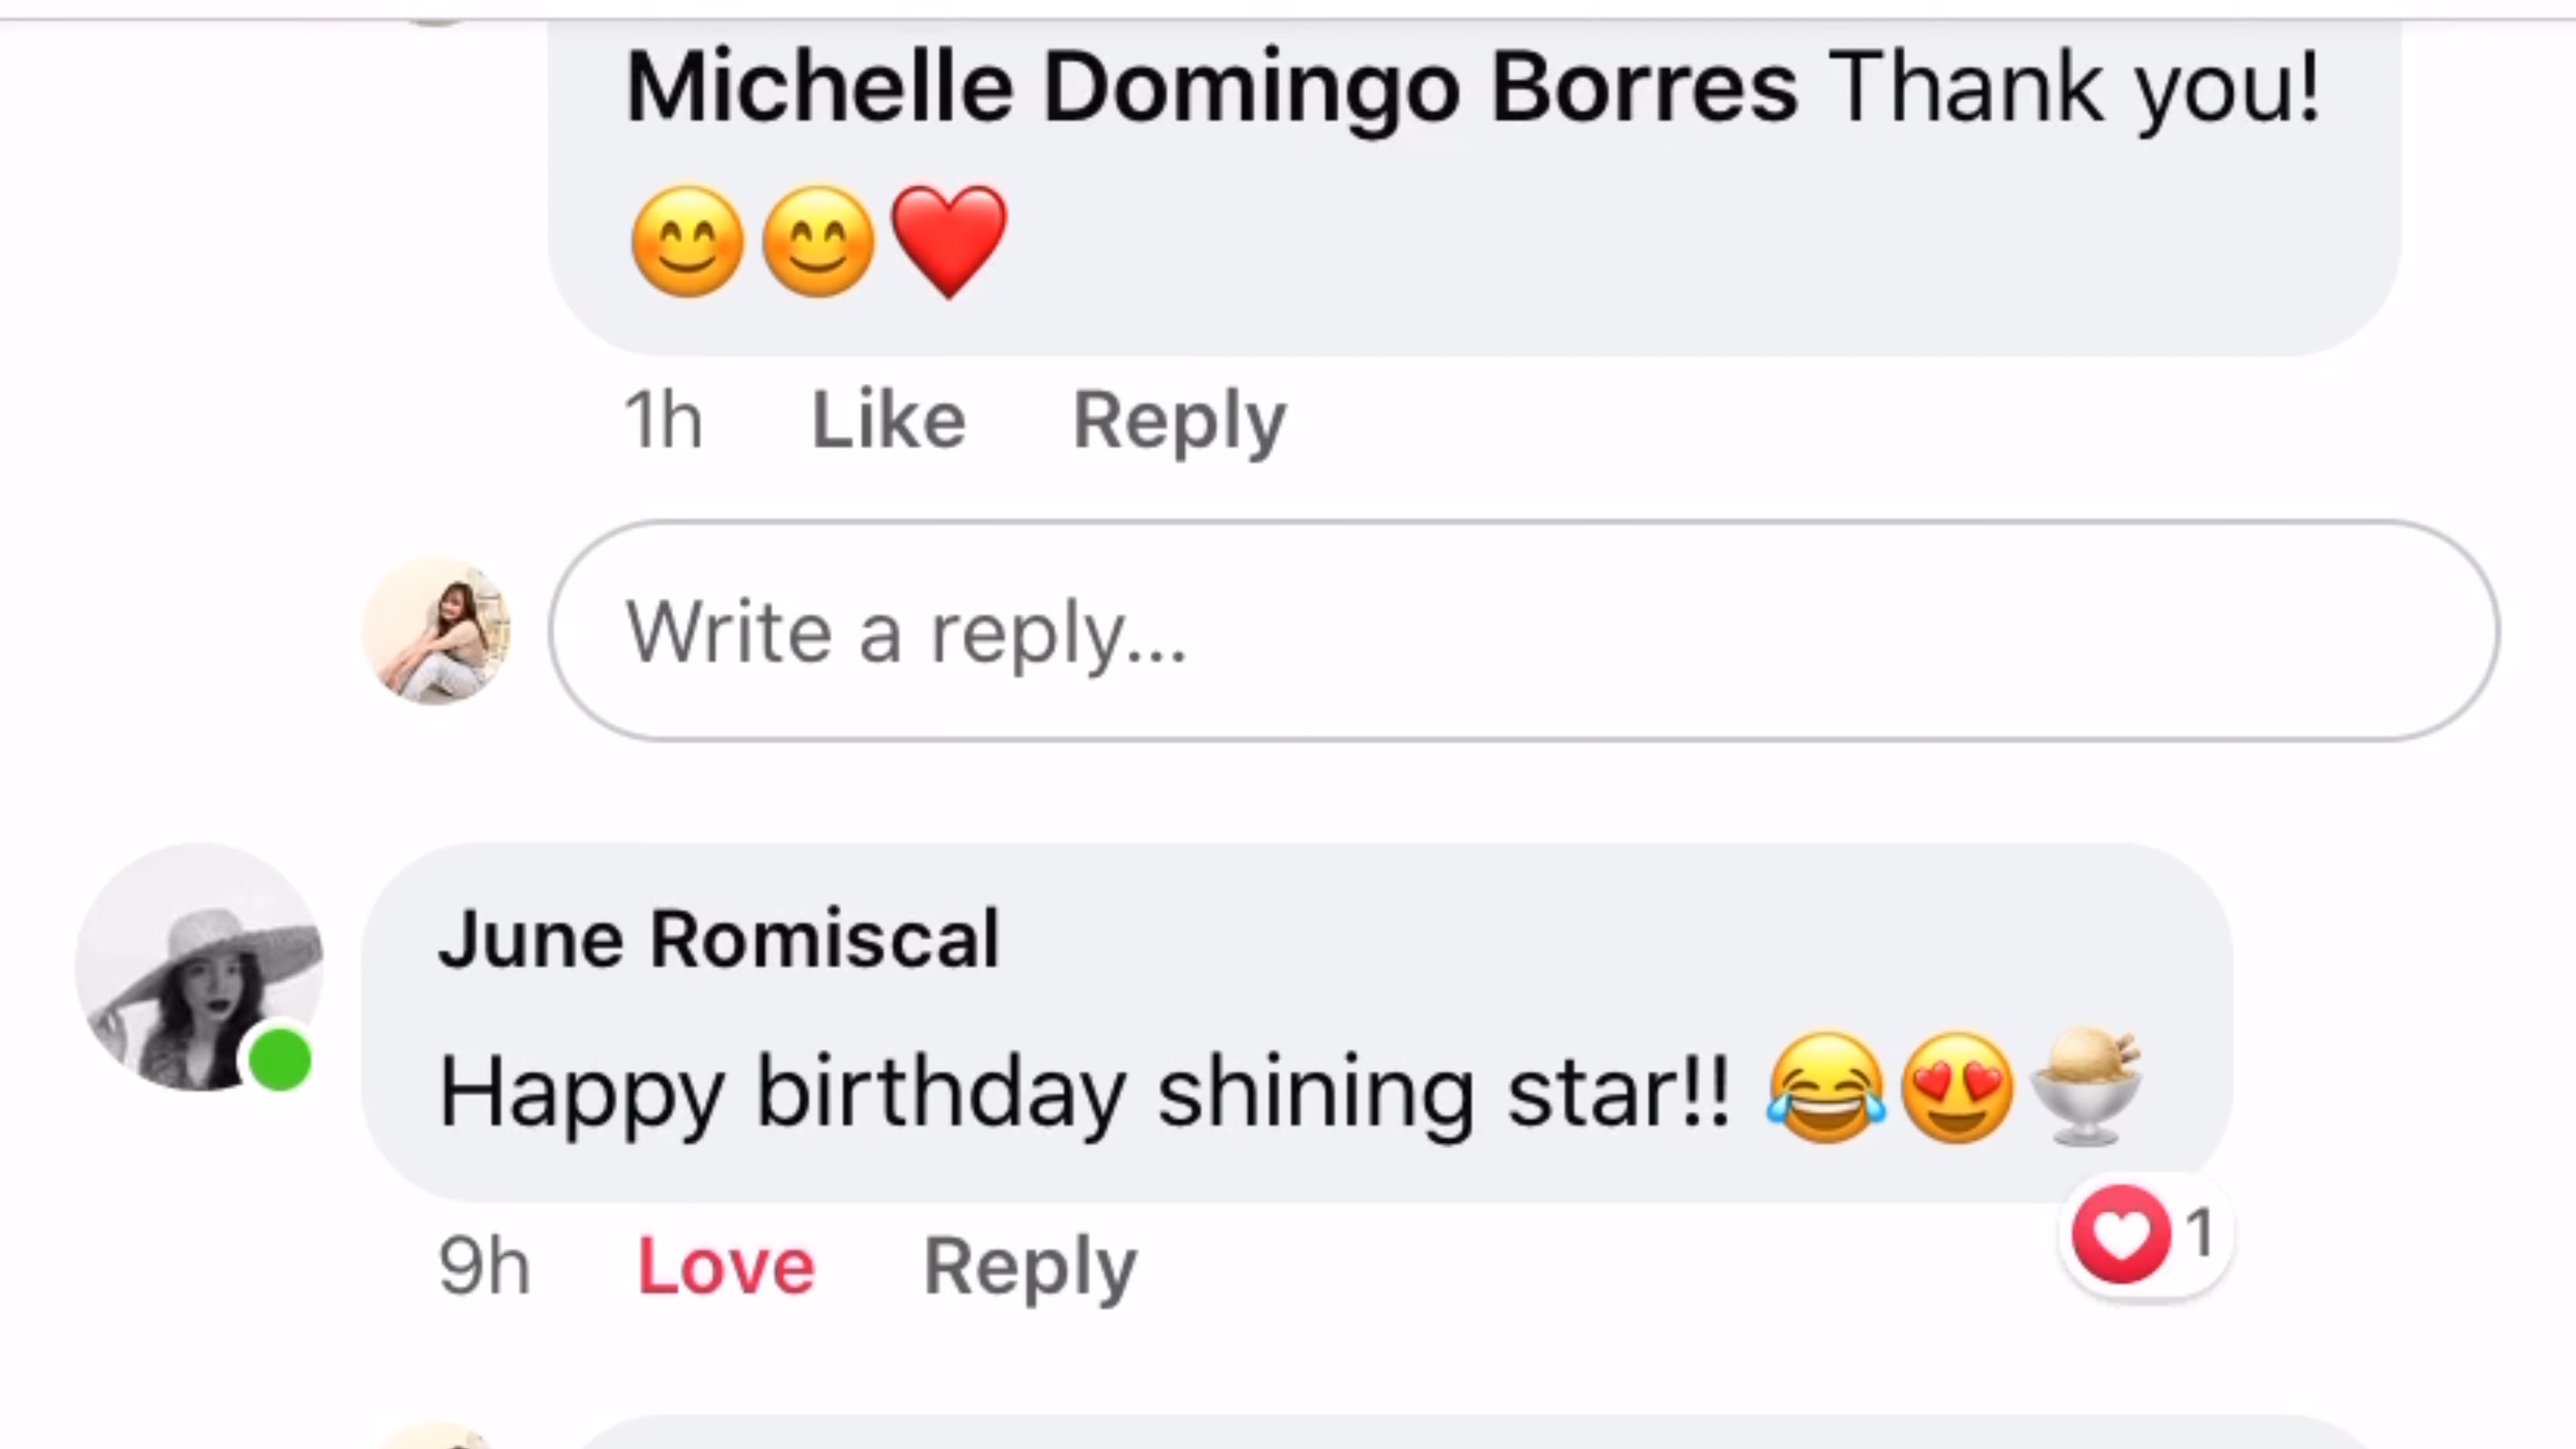 Michelle Domingo Borres Thank you!
😊😊❤️
1h Like Reply
Write a reply...
June Romiscal
Happy birthday shining star!! 😂😍🍨
9h Love Reply
1